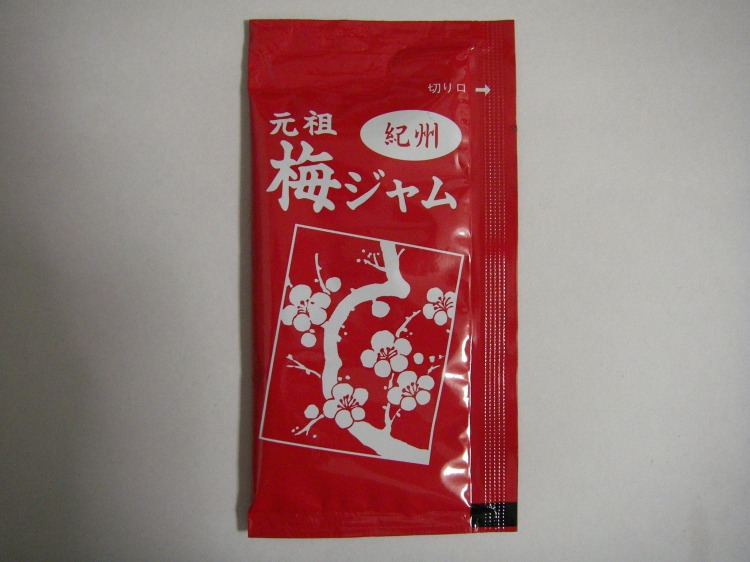 切り口→
元祖
紀州
梅ジャム